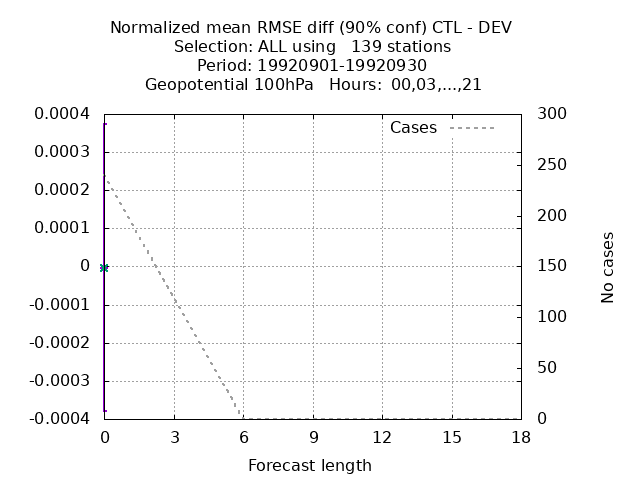 Normalized mean RMSE diff (90% conf) CTL - DEV
Selection: ALL using   139 stations
Period: 19920901-19920930
Geopotential 100hPa   Hours:  00,03,...,21
Cases
0.0004
0.0003
0.0002
0.0001
0
-0.0001
-0.0002
-0.0003
-0.0004
300
250
200
150
100
50
0
No cases
0 3 6 9 12 15 18
Forecast length